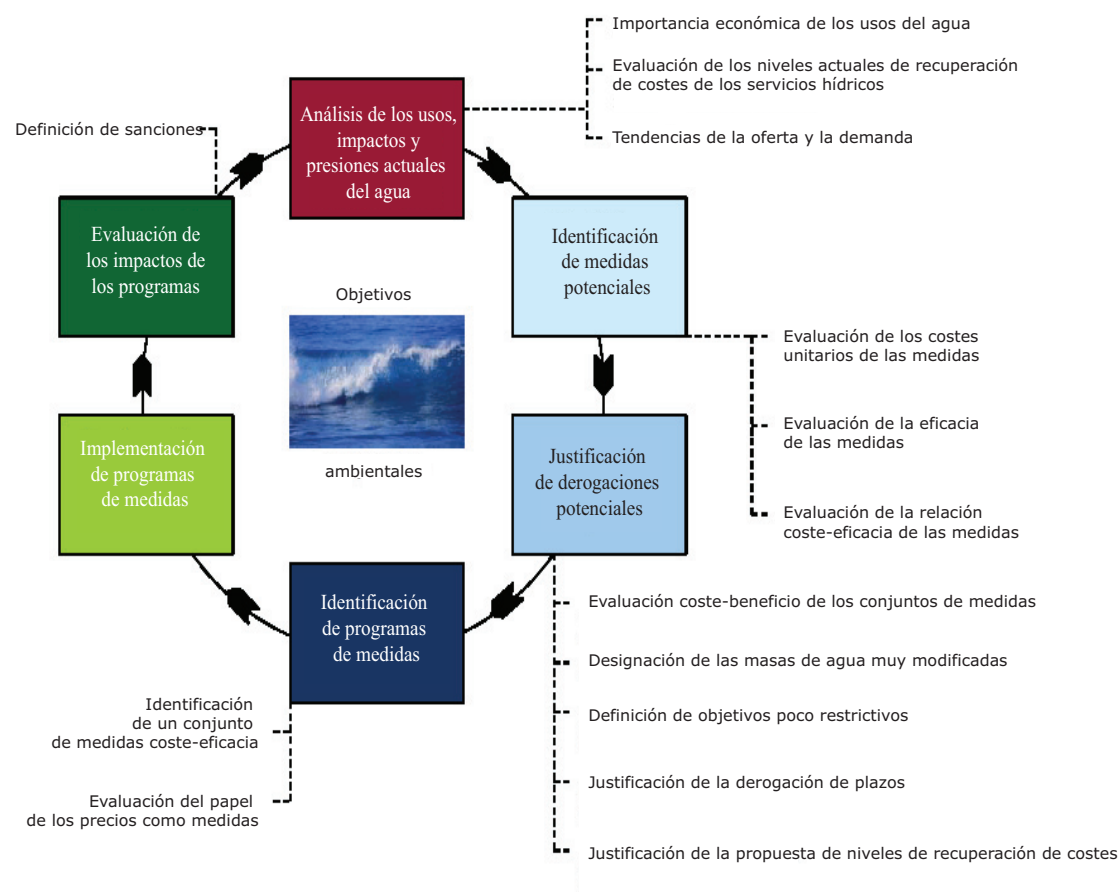 Importancia económica de los usos del agua
Evaluación de los niveles actuales de recuperación
de costes de los servicios hídricos
Tendencias de la oferta y la demanda
Análisis de los usos,
impactos y
presiones actuales
del agua
Definición de sanciones
Evaluación de
los impactos de
los programas
Identificación
de medidas
potenciales
Objetivos
ambientales
Evaluación de los costes
unitarios de las medidas
Evaluación de la eficacia
de las medidas
Evaluación de la relación
coste-eficacia de las medidas
Implementación
de programas
de medidas
Justificación
de derogaciones
potenciales
Identificación
de programas
de medidas
Evaluación coste-beneficio de los conjuntos de medidas
Designación de las masas de agua muy modificadas
Definición de objetivos poco restrictivos
Justificación de la derogación de plazos
Justificación de la propuesta de niveles de recuperación de costes
Identificación
de un conjunto
de medidas coste-eficacia
Evaluación del papel
de los precios como medidas